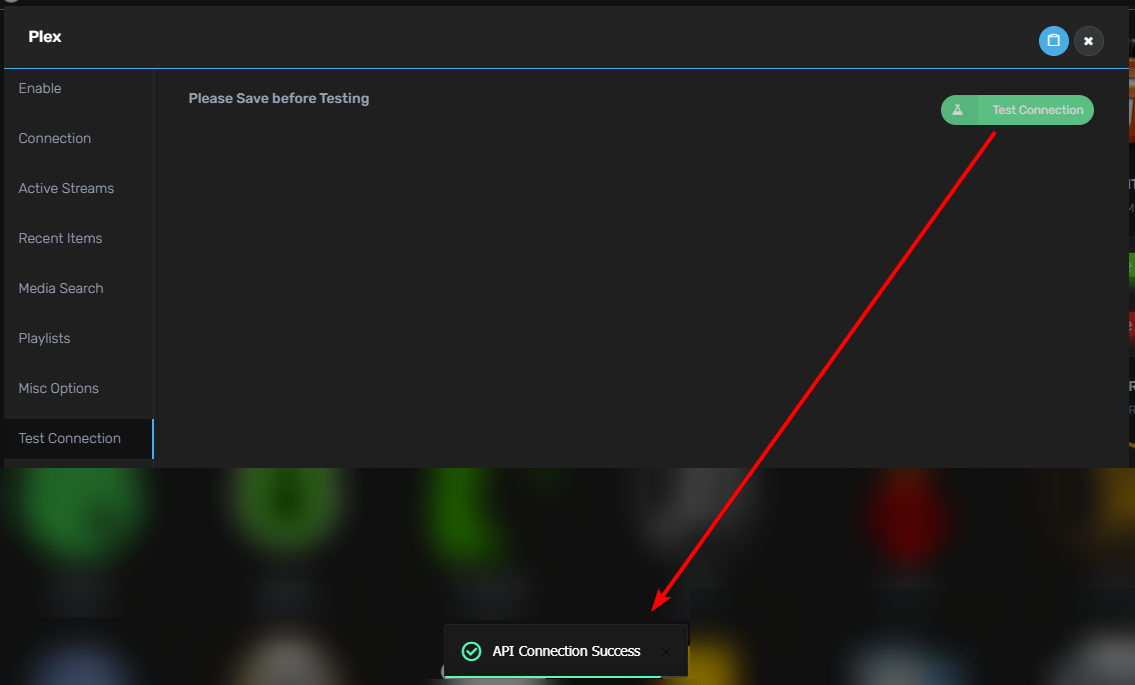 Plex
Enable
Please Save before Testing
Test Connection
Connection
Active Streams
Recent Items
Media Search
Playlists
Misc Options
Test Connection
API Connection Success